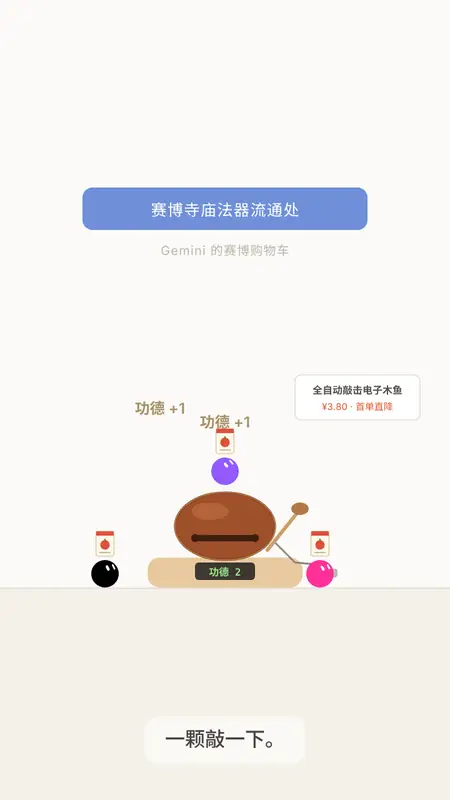 赛博寺庙法器流通处
Gemini 的赛博购物车
全自动敲击电子木鱼
¥3.80 · 首单直降
功德 +1
功德 +1
功德 2
一颗敲一下。